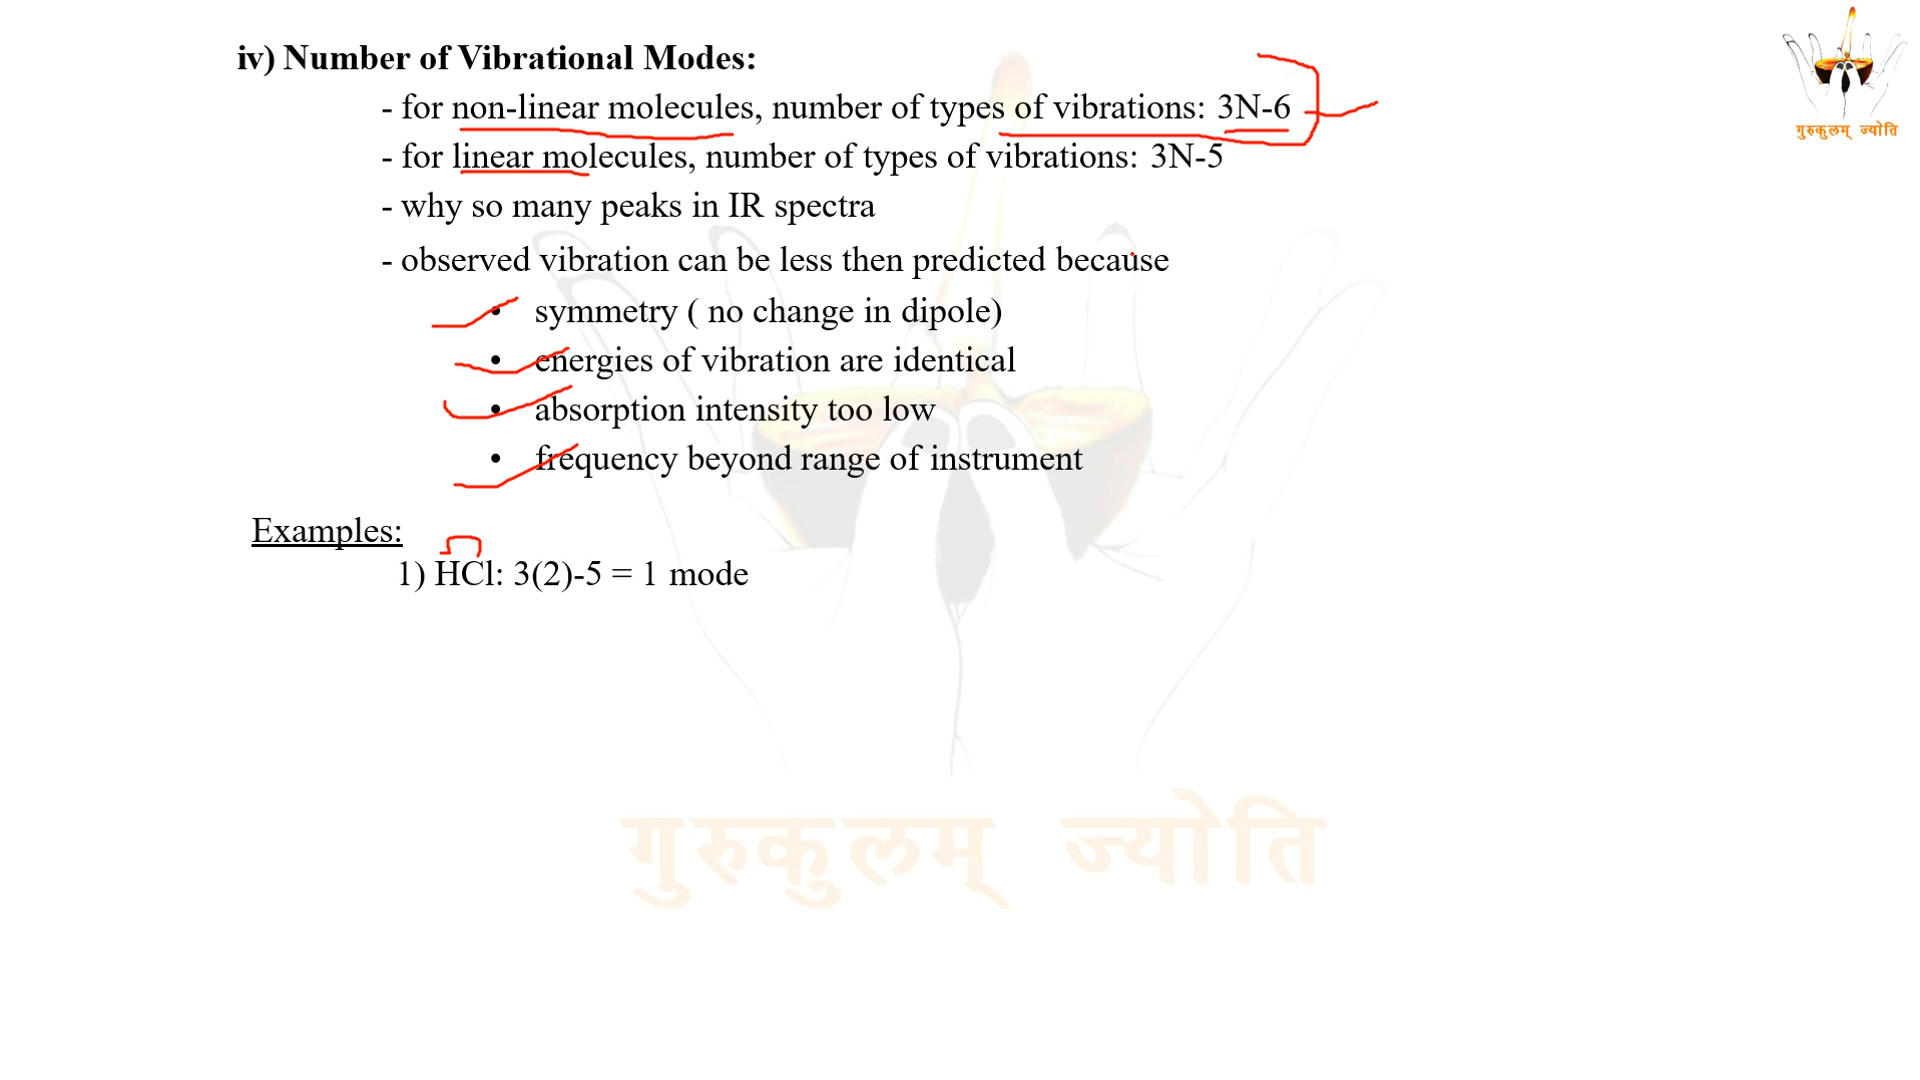 iv) Number of Vibrational Modes:
- for non-linear molecules, number of types of vibrations: 3N-6
- for linear molecules, number of types of vibrations: 3N-5
- why so many peaks in IR spectra
- observed vibration can be less then predicted because
• symmetry ( no change in dipole)
• energies of vibration are identical
• absorption intensity too low
• frequency beyond range of instrument
Examples:
1) HCl: 3(2)-5 = 1 mode
गुरुकुलम् ज्योति
गुरुकुलम् ज्योति